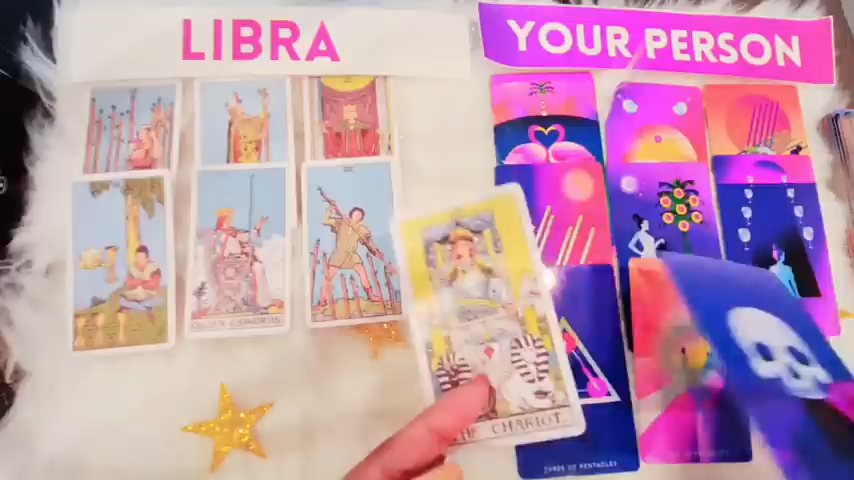 LIBRA
YOUR PERSON
QUEEN of SWORDS
THE CHARIOT.
THREE OF PENTACLES